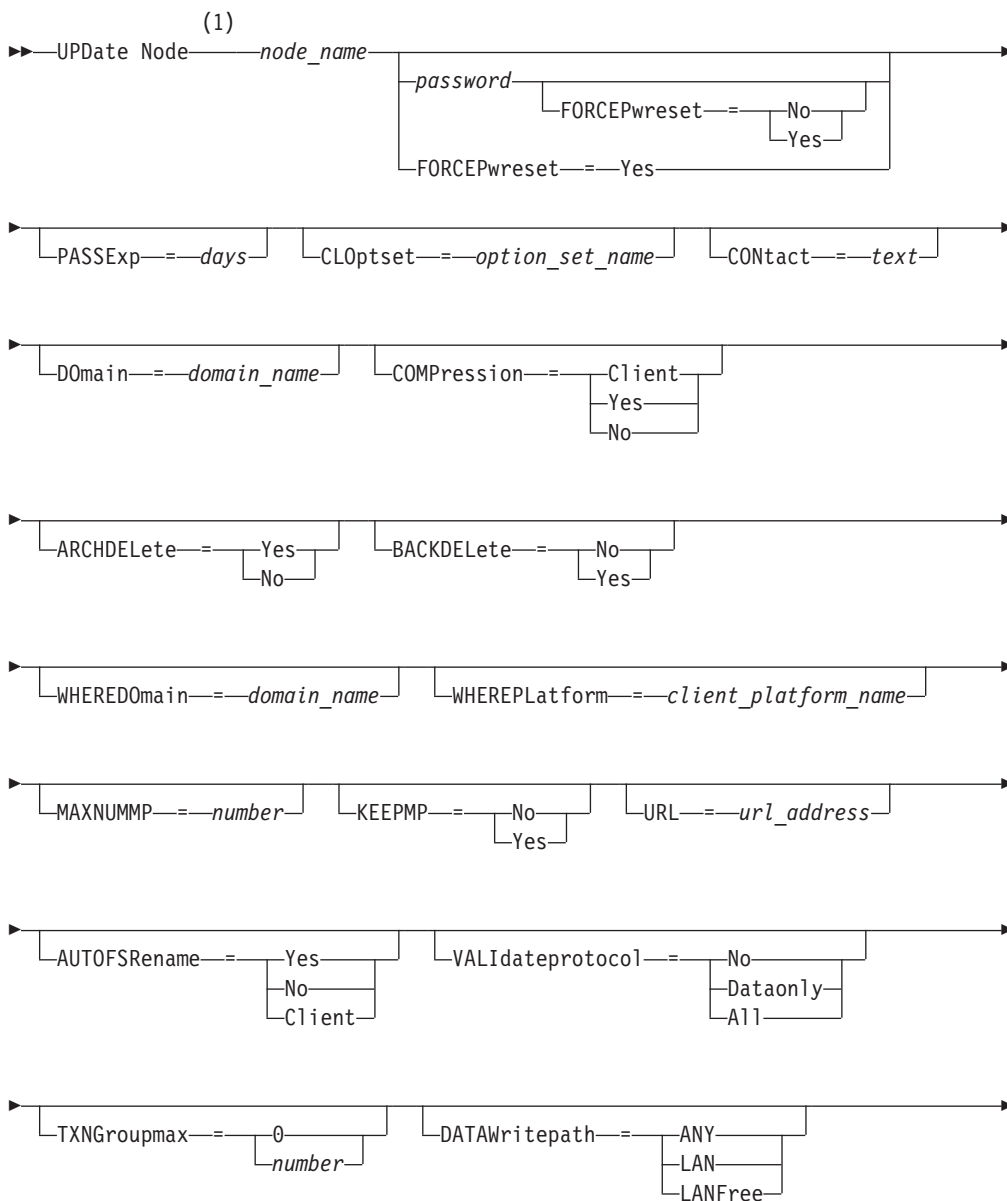 (1)
UPDate Node node_name
password
FORCEPwreset = No
Yes
FORCEPwreset = Yes
PASSExp = days CLOptset = option_set_name CONtact = text
DOmain = domain_name COMPression = Client
Yes
No
ARCHDELete = Yes BACKDELete = No
No Yes
WHEREDOmain = domain_name WHEREPLatform = client_platform_name
MAXNUMMP = number KEEPMP = No URL = url_address
Yes
AUTOFSRename = Yes VALIdateprotocol = No
No Dataonly
Client All
TXNGroupmax = 0 DATAWritepath = ANY
number LAN
LANFree